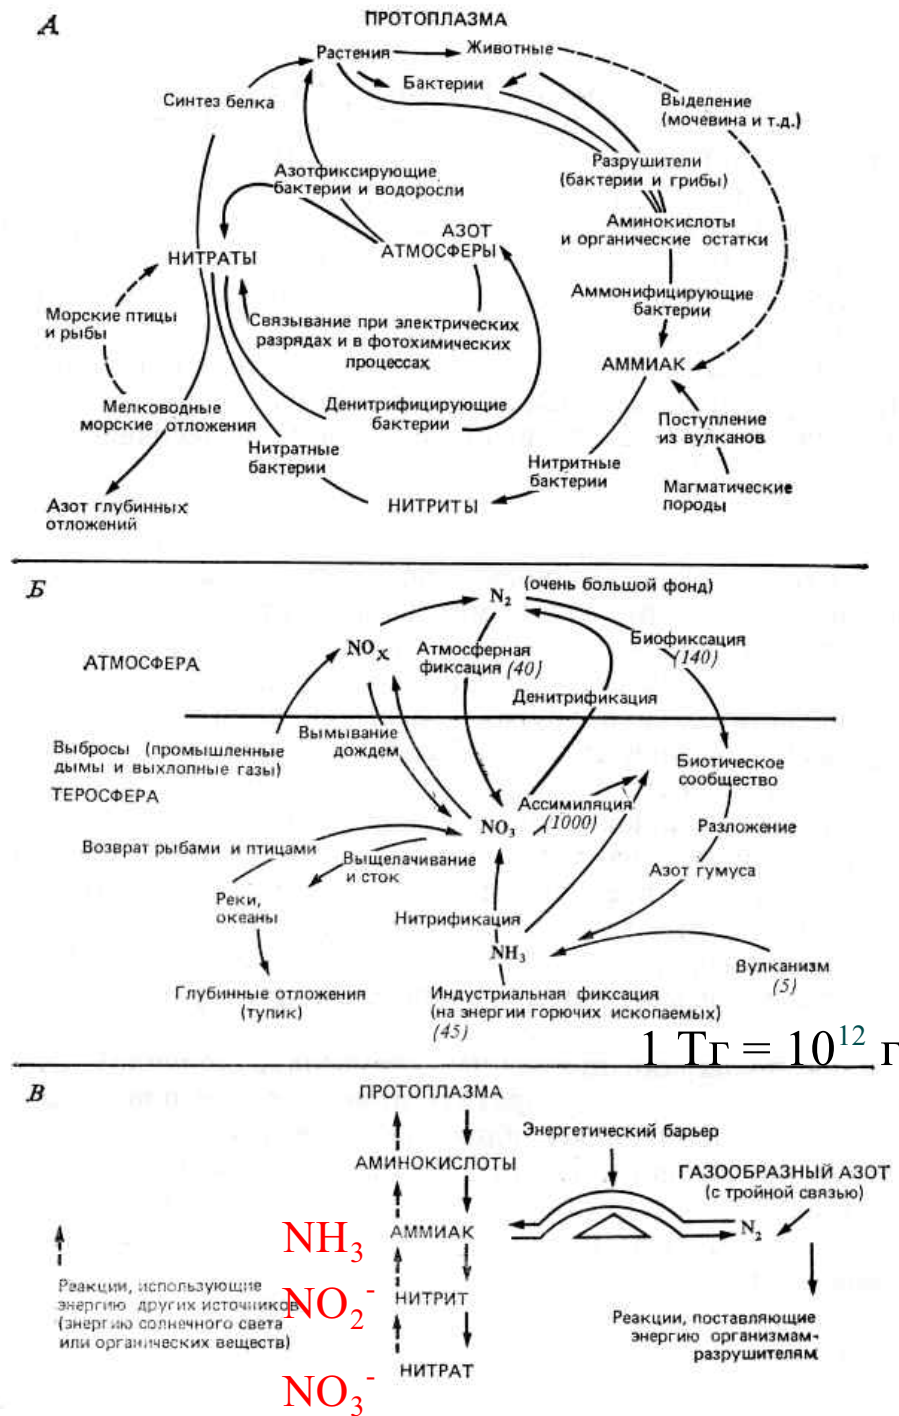 А
ПРОТОПЛАЗМА
Растения
Животные
Бактерии
Синтез белка
Выделение
(мочевина и т.д.)
Азотфиксирующие
бактерии и водоросли
Разрушители
(бактерии и грибы)
АЗОТ
АТМОСФЕРЫ
Аминокислоты
и органические остатки
НИТРАТЫ
Аммонифицирующие
бактерии
Морские птицы
и рыбы
Связывание при электрических
разрядах и в фотохимических
процессах
АММИАК
Мелководные
морские отложения
Денитрифицирующие
бактерии
Поступление
из вулканов
Нитратные
бактерии
Нитритные
бактерии
Магматические
породы
НИТРИТЫ
Азот глубинных
отложений
Б
N₂
(очень большой фонд)
NOₓ
Атмосферная
фиксация (40)
Биофиксация
(140)
АТМОСФЕРА
Денитрификация
Выбросы (промышленные
дымы и выхлопные газы)
Вымывание
дождем
Биотическое
сообщество
ТЕРОСФЕРА
Ассимиляция
(1000)
NO₃
Разложение
Возврат рыбами и птицами
Выщелачивание
и сток
Азот гумуса
Реки,
океаны
Нитрификация
NH₃
Вулканизм
(5)
Глубинные отложения
(тупик)
Индустриальная фиксация
(на энергии горючих ископаемых)
(45)
1 Тг = 10¹² г
В
ПРОТОПЛАЗМА
Энергетический барьер
АМИНОКИСЛОТЫ
ГАЗООБРАЗНЫЙ АЗОТ
(с тройной связью)
NH₃
АММИАК
N₂
Реакции, использующие
энергию других источников
(энергию солнечного света
или органических веществ)
NO₂⁻
НИТРИТ
Реакции, поставляющие
энергию организмам-
разрушителям
NO₃⁻
НИТРАТ